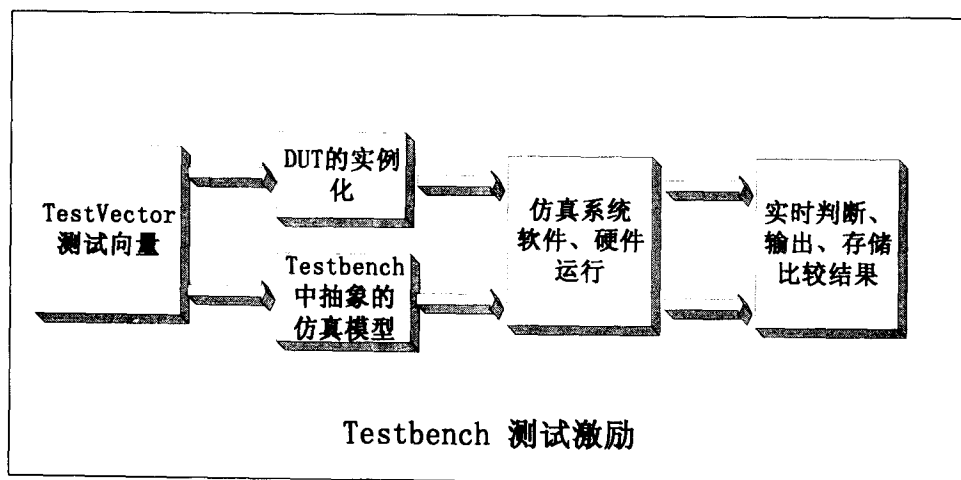 TestVector
测试向量
DUT的实例
化
Testbench
中抽象的
仿真模型
仿真系统
软件、硬件
运行
实时判断、
输出、存储
比较结果
Testbench 测试激励